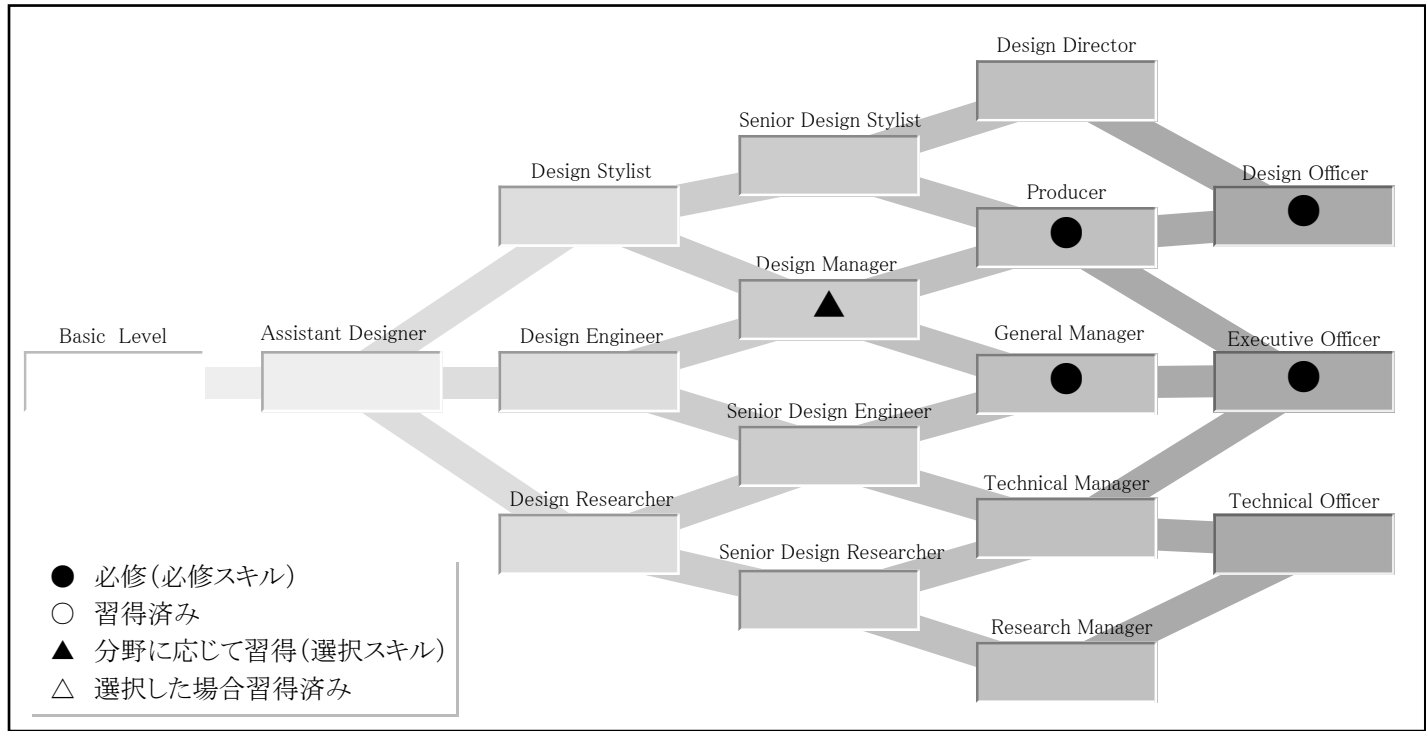 Design Director
Senior Design Stylist
Design Stylist
Design Officer
Producer
●
●
Design Manager
▲
Basic Level
Assistant Designer
Design Engineer
General Manager
Executive Officer
●
●
Senior Design Engineer
Design Researcher
Technical Manager
Technical Officer
Senior Design Researcher
Research Manager
● 必修(必修スキル)
○ 習得済み
▲ 分野に応じて習得(選択スキル)
△ 選択した場合習得済み